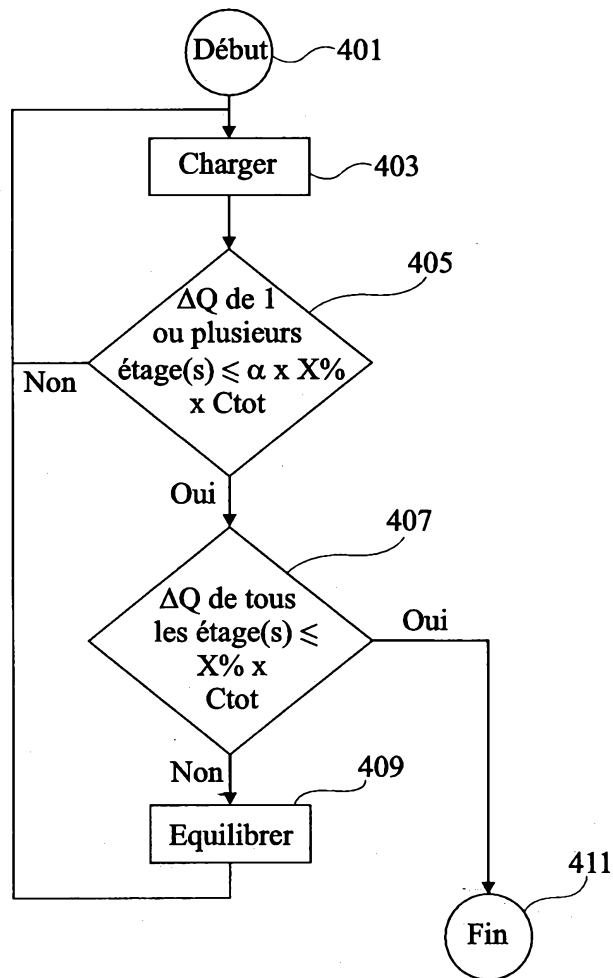 Début
401
Charger
403
405
ΔQ de 1
ou plusieurs
étage(s) ⩽ α x X%
x Ctot
Non
Oui
407
ΔQ de tous
les étage(s) ⩽
X% x
Ctot
Oui
Non
409
Equilibrer
411
Fin